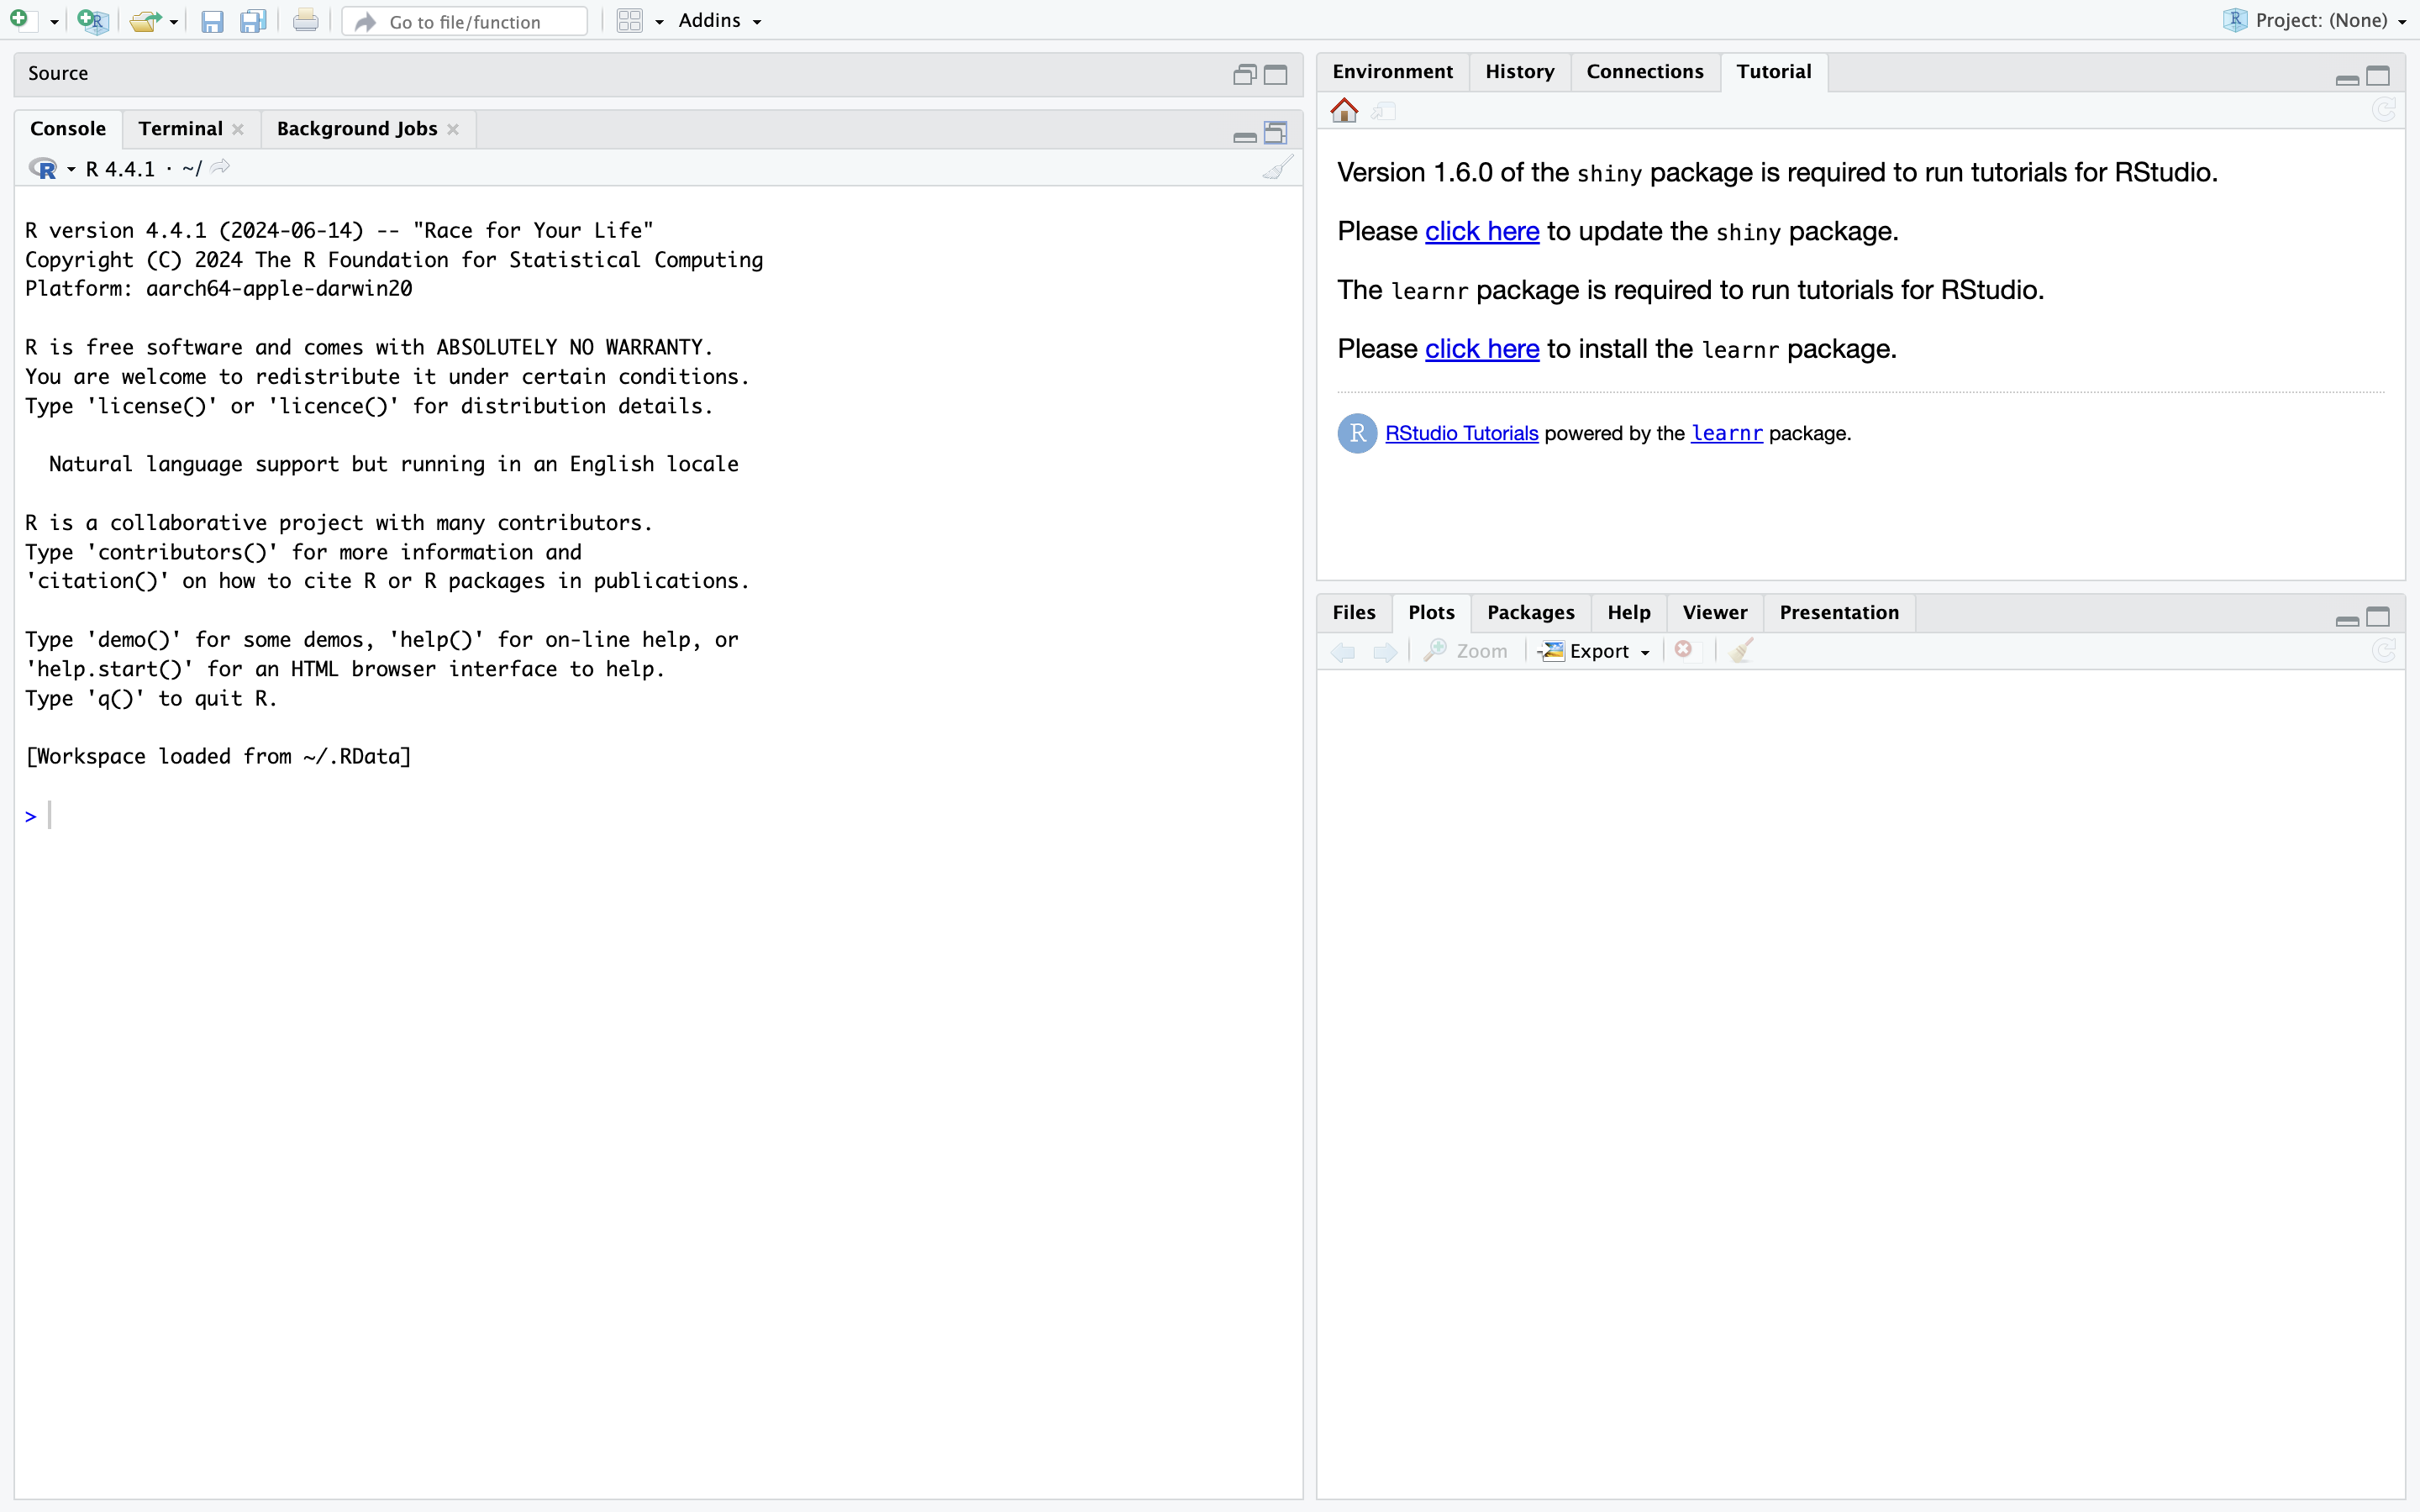 Go to file/function
Addins
Project: (None)
Source
Console
Terminal
Background Jobs
R 4.4.1 · ~/
R version 4.4.1 (2024-06-14) -- "Race for Your Life"
Copyright (C) 2024 The R Foundation for Statistical Computing
Platform: aarch64-apple-darwin20
R is free software and comes with ABSOLUTELY NO WARRANTY.
You are welcome to redistribute it under certain conditions.
Type 'license()' or 'licence()' for distribution details.
Natural language support but running in an English locale
R is a collaborative project with many contributors.
Type 'contributors()' for more information and
'citation()' on how to cite R or R packages in publications.
Type 'demo()' for some demos, 'help()' for on-line help, or
'help.start()' for an HTML browser interface to help.
Type 'q()' to quit R.
[Workspace loaded from ~/.RData]
>
Environment
History
Connections
Tutorial
Version 1.6.0 of the shiny package is required to run tutorials for RStudio.
Please click here to update the shiny package.
The learnr package is required to run tutorials for RStudio.
Please click here to install the learnr package.
R RStudio Tutorials powered by the learnr package.
Files
Plots
Packages
Help
Viewer
Presentation
Zoom
Export